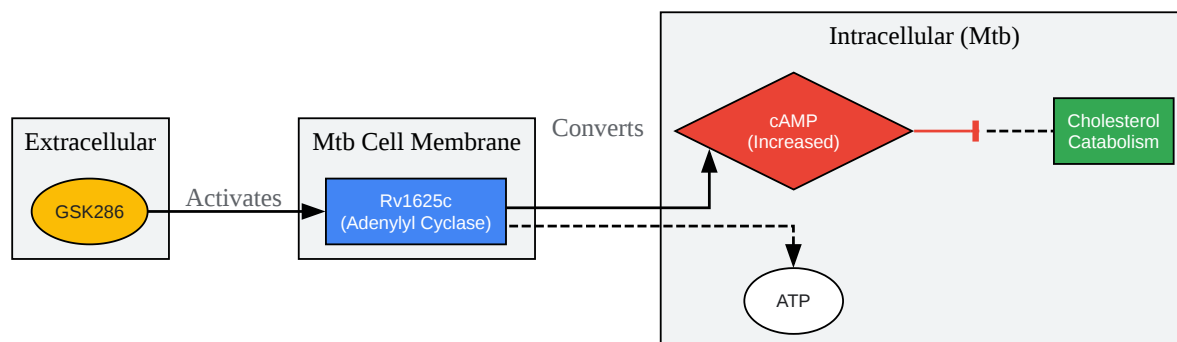 Extracellular
GSK286
Activates
Mtb Cell Membrane
Rv1625c
(Adenylyl Cyclase)
Converts
Intracellular (Mtb)
cAMP
(Increased)
Cholesterol
Catabolism
ATP